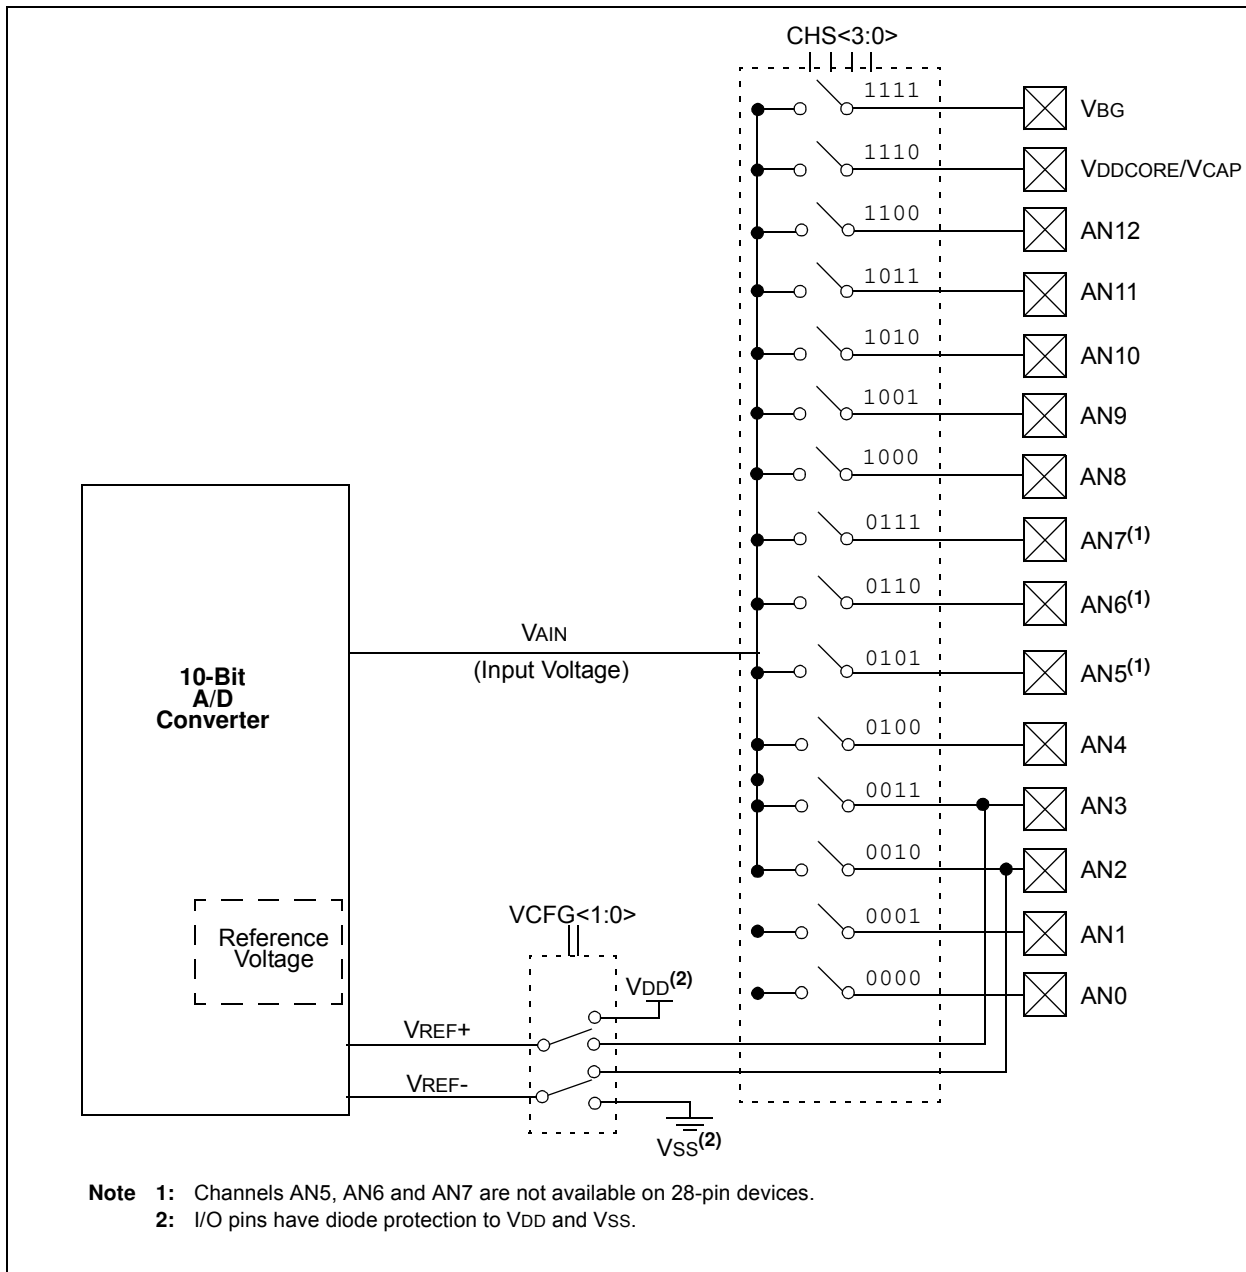 CHS<3:0>
1111
VBG
1110
VDDCORE/VCAP
1100
AN12
1011
AN11
1010
AN10
1001
AN9
1000
AN8
0111
AN7(1)
0110
AN6(1)
VAIN
(Input Voltage)
0101
AN5(1)
10-Bit
A/D
Converter
0100
AN4
0011
AN3
0010
AN2
VCFG<1:0>
0001
AN1
Reference
Voltage
VDD(2)
0000
AN0
VREF+
VREF-
VSS(2)
Note 1: Channels AN5, AN6 and AN7 are not available on 28-pin devices.
2: I/O pins have diode protection to VDD and VSS.